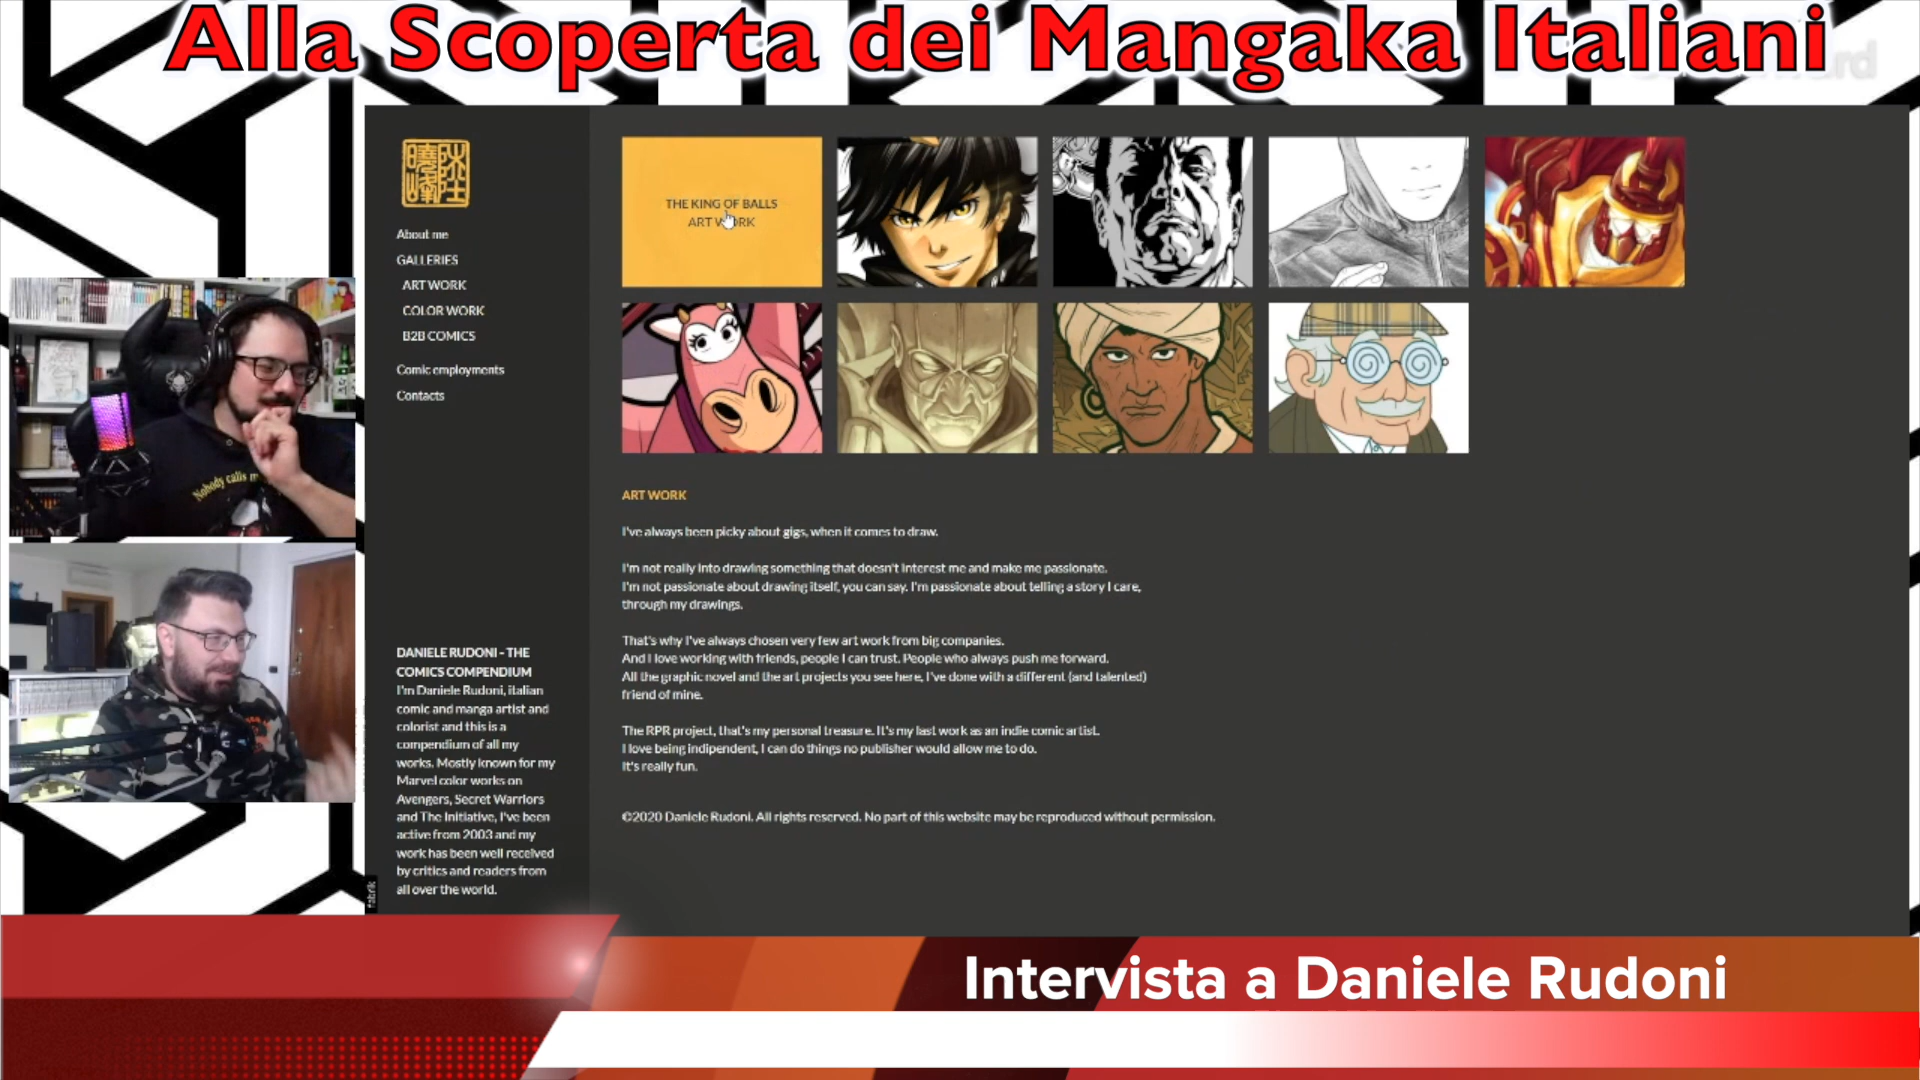 Alla Scoperta dei Mangaka Italiani
About me
GALLERIES
ART WORK
COLOR WORK
B2B COMICS
Comic employments
Contacts
THE KING OF BALLS
ART WORK
Nobody calls m
DANIELE RUDONI - THE
COMICS COMPENDIUM
I'm Daniele Rudoni, italian
comic and manga artist and
colorist and this is a
compendium of all my
works. Mostly known for my
Marvel color works on
Avengers, Secret Warriors
and The Initiative, I've been
active from 2003 and my
work has been well received
by critics and readers from
all over the world.
fabrik
ART WORK
I've always been picky about gigs, when it comes to draw.
I'm not really into drawing something that doesn't interest me and make me passionate.
I'm not passionate about drawing itself, you can say. I'm passionate about telling a story I care,
through my drawings.
That's why I've always chosen very few art work from big companies.
And I love working with friends, people I can trust. People who always push me forward.
All the graphic novel and the art projects you see here, I've done with a different (and talented)
friend of mine.
The RPR project, that's my personal treasure. It's my last work as an indie comic artist.
I love being indipendent, I can do things no publisher would allow me to do.
It's really fun.
©2020 Daniele Rudoni. All rights reserved. No part of this website may be reproduced without permission.
Intervista a Daniele Rudoni